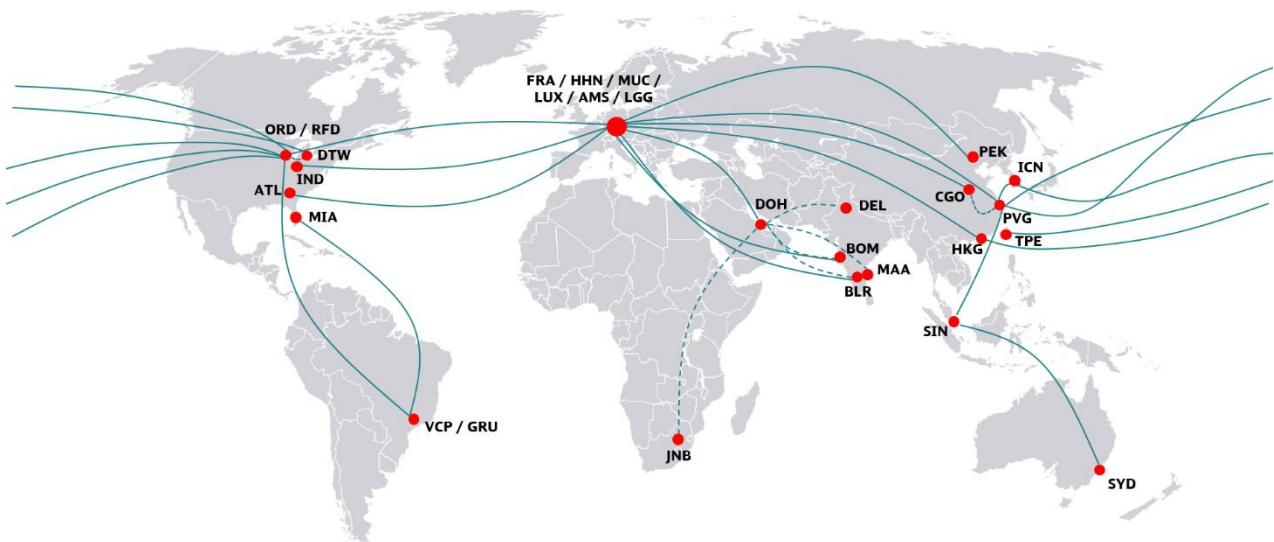 FRA / HHN / MUC /
LUX / AMS / LGG
ORD / RFD
DTW
IND
ATL
MIA
VCP / GRU
DOH
DEL
BOM
MAA
BLR
JNB
PEK
ICN
CGO
PVG
HKG
TPE
SIN
SYD